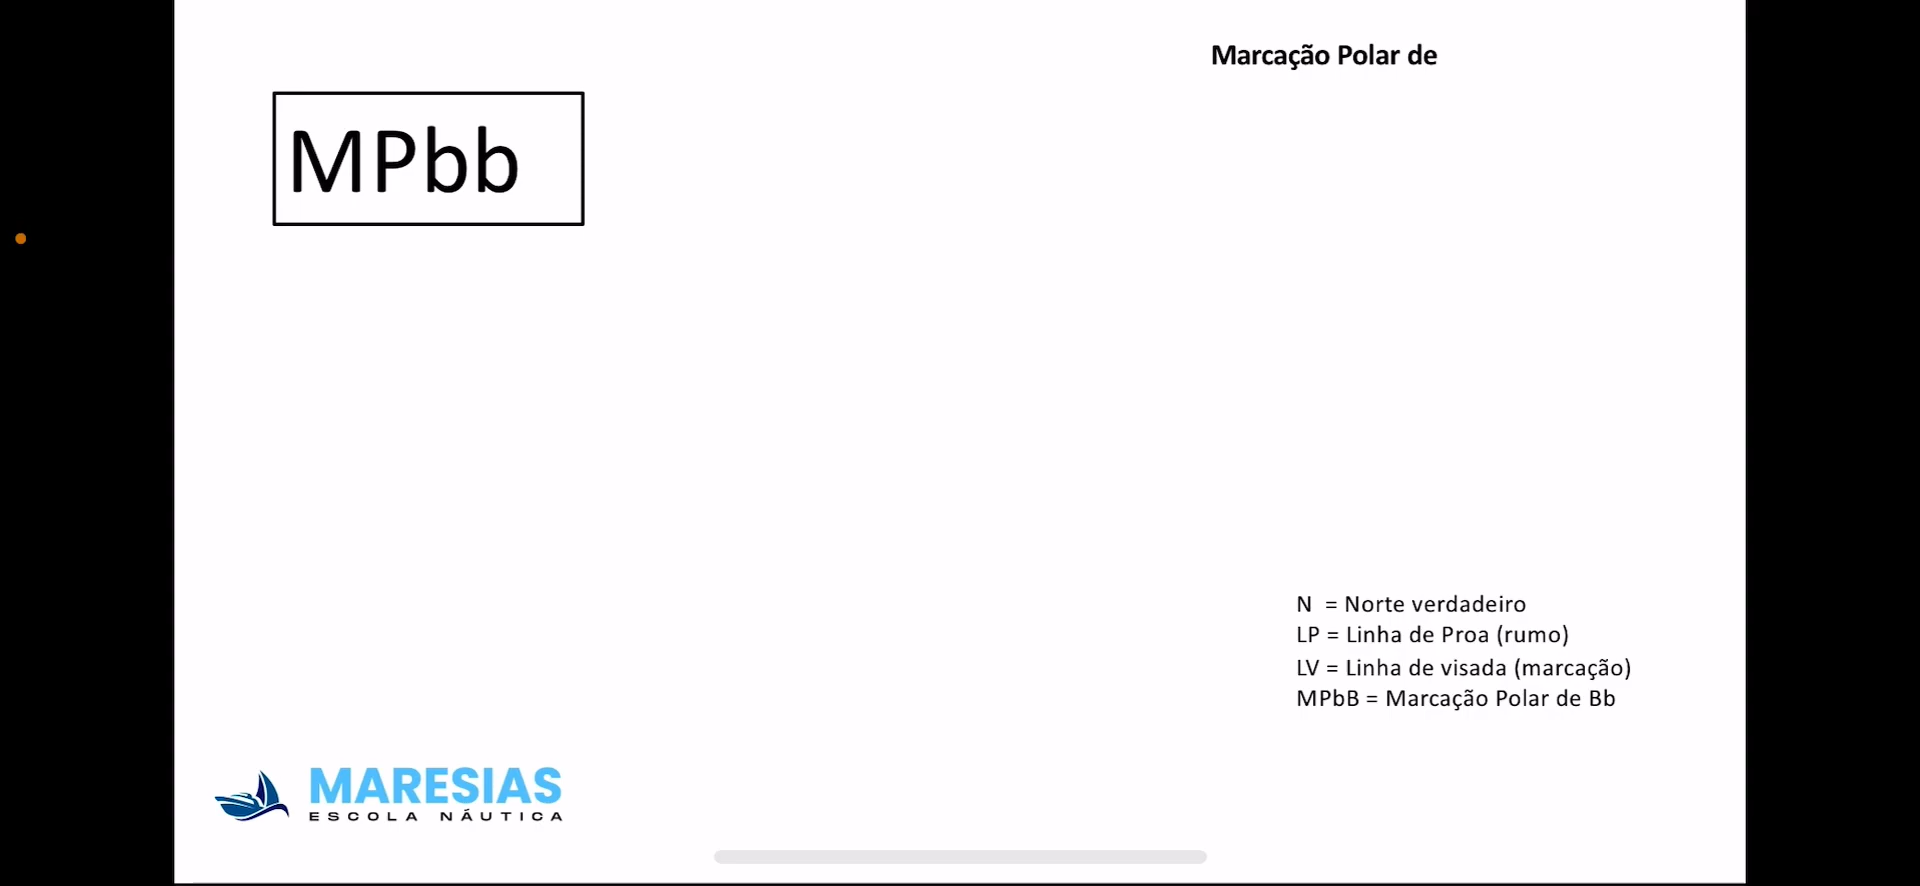 Marcação Polar de
MPbb
N = Norte verdadeiro
LP = Linha de Proa (rumo)
LV = Linha de visada (marcação)
MPbB = Marcação Polar de Bb
MARESIAS
ESCOLA NÁUTICA